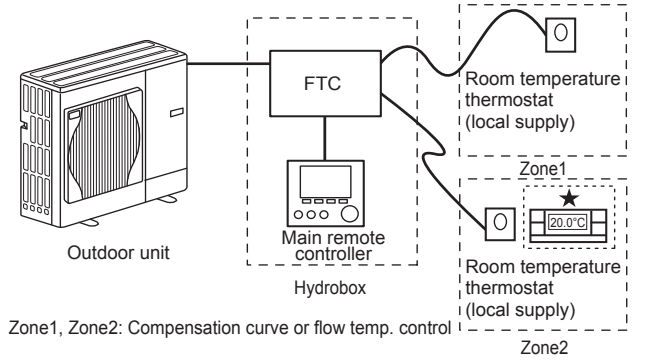 FTC
Room temperature
thermostat
(local supply)
Zone1
20.0°C
Main remote
controller
Outdoor unit
Room temperature
thermostat
(local supply)
Hydrobox
Zone1, Zone2: Compensation curve or flow temp. control
Zone2